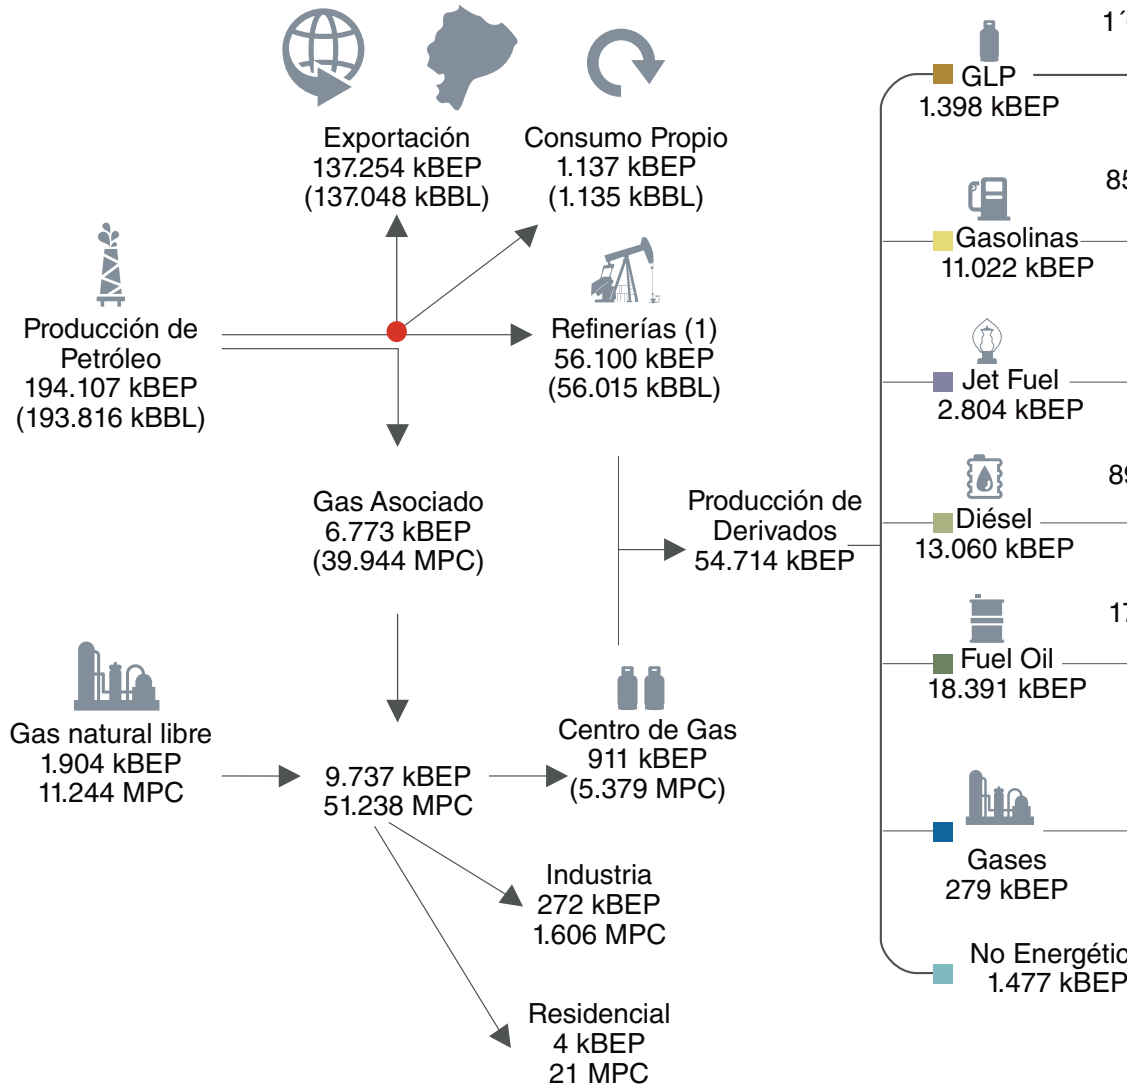 Exportación
137.254 kBEP
(137.048 kBBL)
Consumo Propio
1.137 kBEP
(1.135 kBBL)
Producción de
Petróleo
194.107 kBEP
(193.816 kBBL)
Refinerías (1)
56.100 kBEP
(56.015 kBBL)
Gas Asociado
6.773 kBEP
(39.944 MPC)
Producción de
Derivados
54.714 kBEP
Gas natural libre
1.904 kBEP
11.244 MPC
9.737 kBEP
51.238 MPC
Centro de Gas
911 kBEP
(5.379 MPC)
Industria
272 kBEP
1.606 MPC
Residencial
4 kBEP
21 MPC
GLP
1.398 kBEP
85
Gasolinas
11.022 kBEP
Jet Fuel
2.804 kBEP
89
Diésel
13.060 kBEP
17
Fuel Oil
18.391 kBEP
Gases
279 kBEP
No Energétic
1.477 kBEP